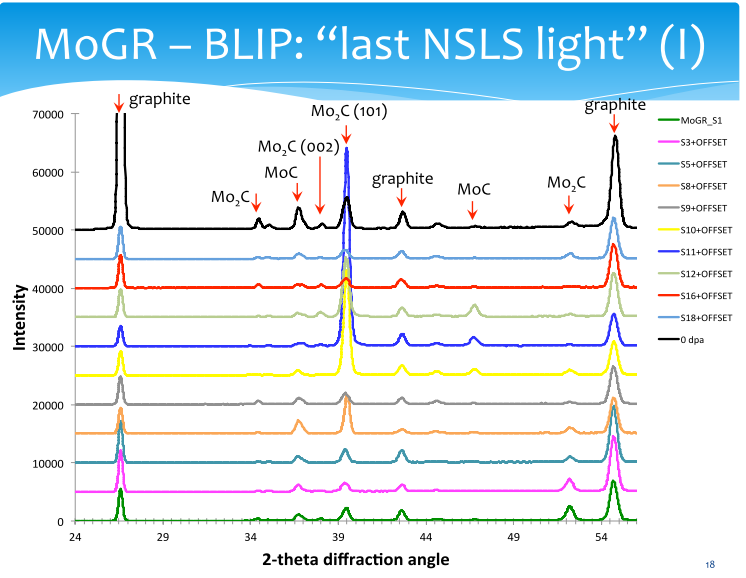 MoGR – BLIP: “last NSLS light” (I)
graphite
Mo₂C (101)
graphite
Mo₂C (002)
MoC
Mo₂C
graphite
MoC
Mo₂C
70000
60000
50000
40000
30000
20000
10000
0
Intensity
24
34
39
44
49
54
29
2-theta diffraction angle
MoGR_S1
S3+OFFSET
S5+OFFSET
S8+OFFSET
S9+OFFSET
S10+OFFSET
S11+OFFSET
S12+OFFSET
S16+OFFSET
S18+OFFSET
0 dpa
18